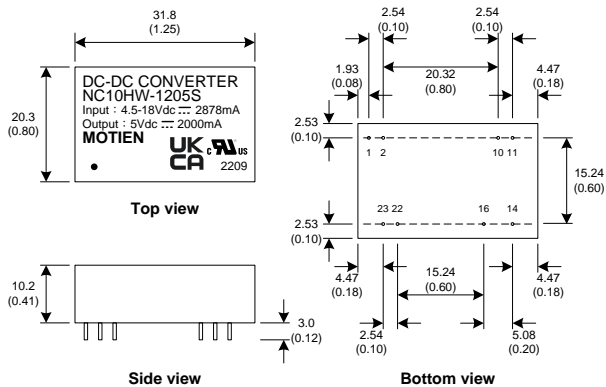 31.8
(1.25)
20.3
(0.80)
DC-DC CONVERTER
NC10HW-1205S
Input : 4.5-18Vdc ⎓ 2878mA
Output : 5Vdc ⎓ 2000mA
MOTIEN
UK
CA
c RU us
2209
Top view
10.2
(0.41)
3.0
(0.12)
Side view
2.54
(0.10)
2.54
(0.10)
1.93
(0.08)
20.32
(0.80)
4.47
(0.18)
2.53
(0.10)
1 2 10 11
15.24
(0.60)
23 22 16 14
2.53
(0.10)
4.47
(0.18)
15.24
(0.60)
4.47
(0.18)
2.54
(0.10)
5.08
(0.20)
Bottom view